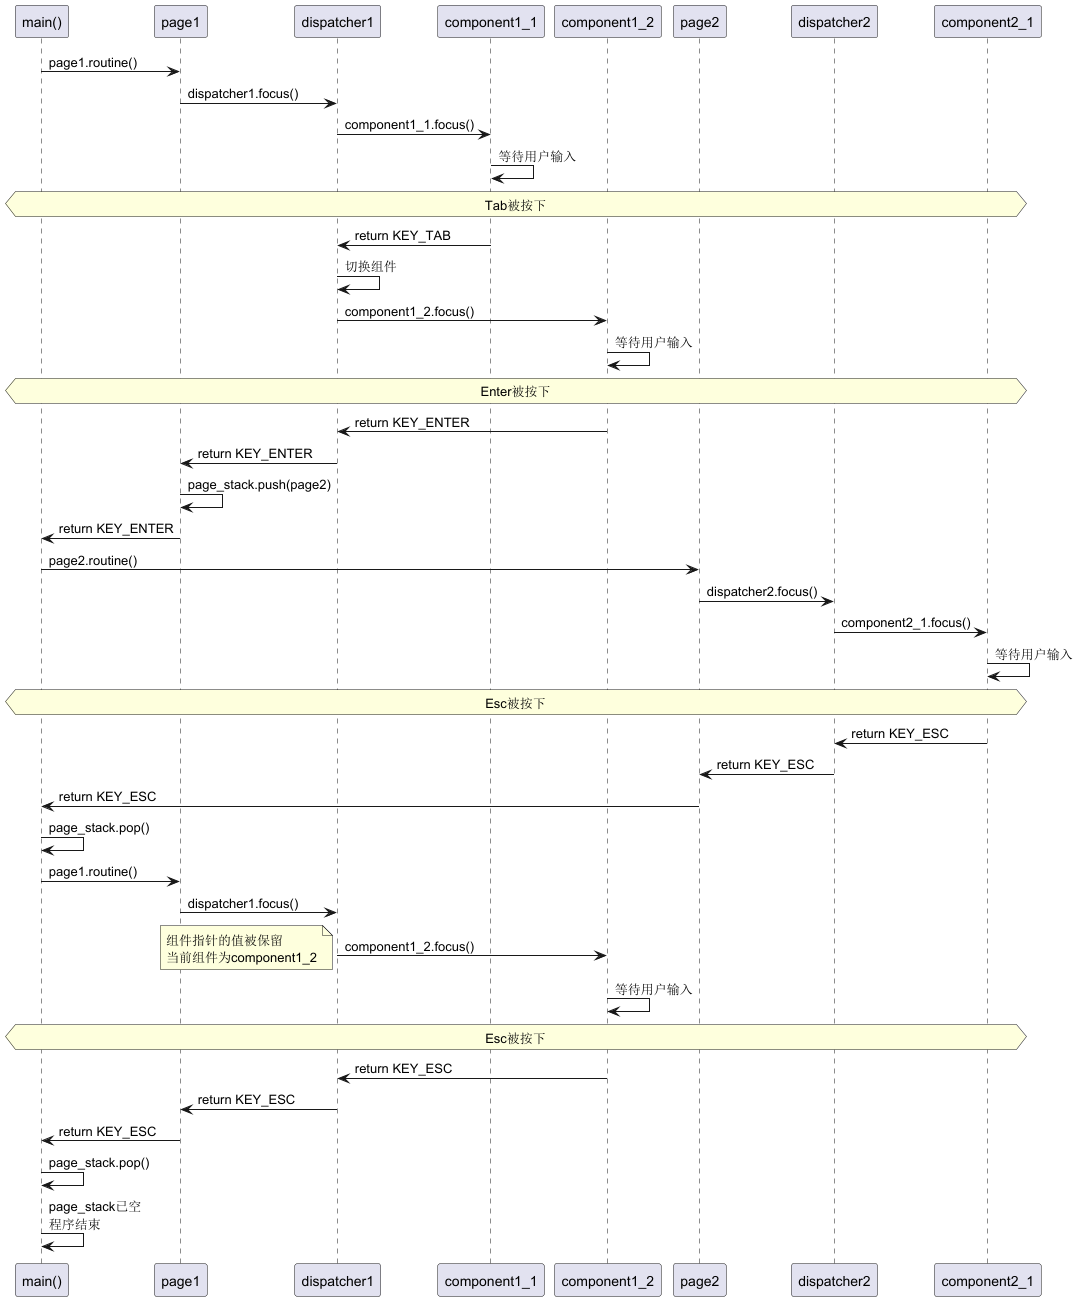 main()
page1
dispatcher1
component1_1
component1_2
page2
dispatcher2
component2_1
page1.routine()
dispatcher1.focus()
component1_1.focus()
等待用户输入
Tab被按下
return KEY_TAB
切换组件
component1_2.focus()
等待用户输入
Enter被按下
return KEY_ENTER
return KEY_ENTER
page_stack.push(page2)
return KEY_ENTER
page2.routine()
dispatcher2.focus()
component2_1.focus()
等待用户输入
Esc被按下
return KEY_ESC
return KEY_ESC
return KEY_ESC
page_stack.pop()
page1.routine()
dispatcher1.focus()
组件指针的值被保留
当前组件为component1_2
component1_2.focus()
等待用户输入
Esc被按下
return KEY_ESC
return KEY_ESC
return KEY_ESC
page_stack.pop()
page_stack已空
程序结束
main()
page1
dispatcher1
component1_1
component1_2
page2
dispatcher2
component2_1